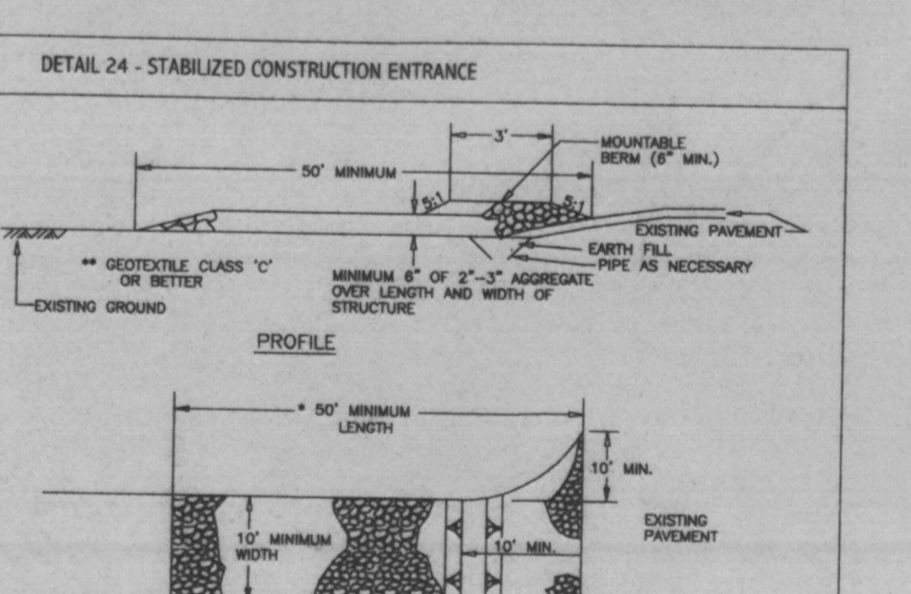 DETAIL 24 - STABILIZED CONSTRUCTION ENTRANCE
3'
MOUNTABLE
BERM (6" MIN.)
50' MINIMUM
5:1
5:1
EXISTING PAVEMENT
** GEOTEXTILE CLASS 'C'
OR BETTER
EARTH FILL
PIPE AS NECESSARY
MINIMUM 6" OF 2"–3" AGGREGATE
OVER LENGTH AND WIDTH OF
STRUCTURE
EXISTING GROUND
PROFILE
* 50' MINIMUM
LENGTH
10' MIN.
EXISTING
PAVEMENT
10' MINIMUM
WIDTH
10' MIN.